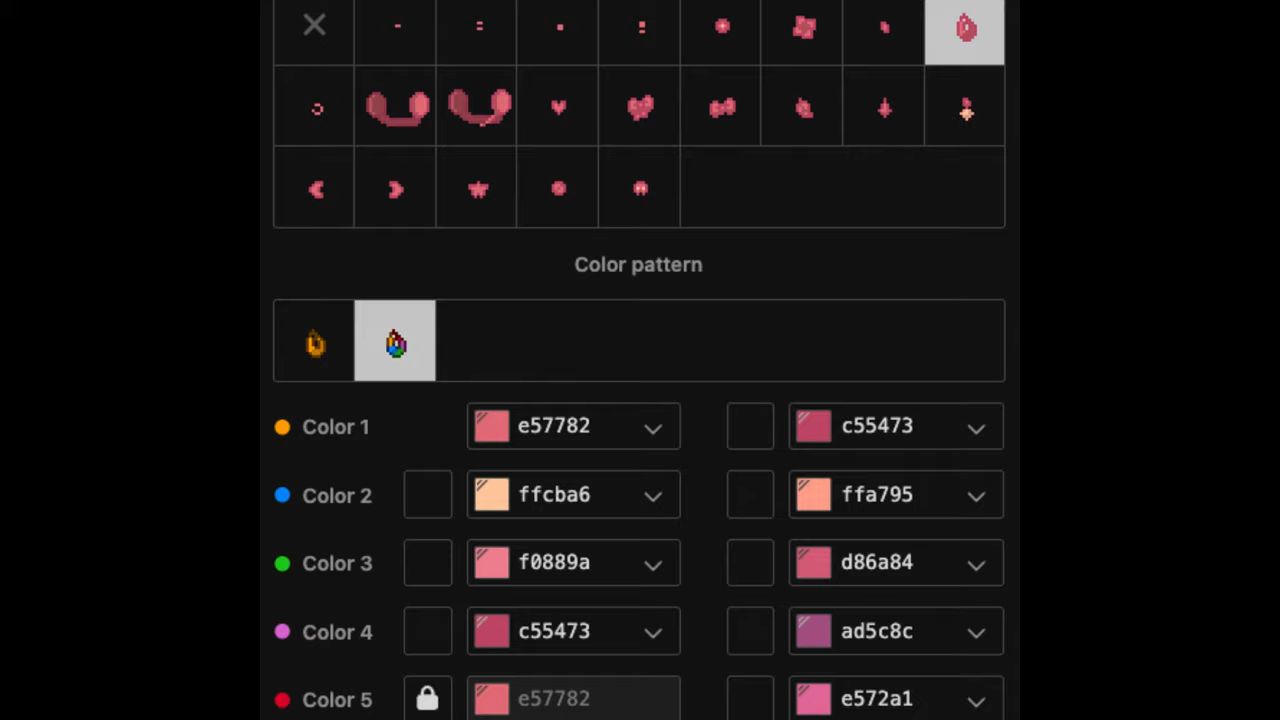 Color pattern
Color 1 e57782 c55473
Color 2 ffcba6 ffa795
Color 3 f0889a d86a84
Color 4 c55473 ad5c8c
Color 5 e57782 e572a1